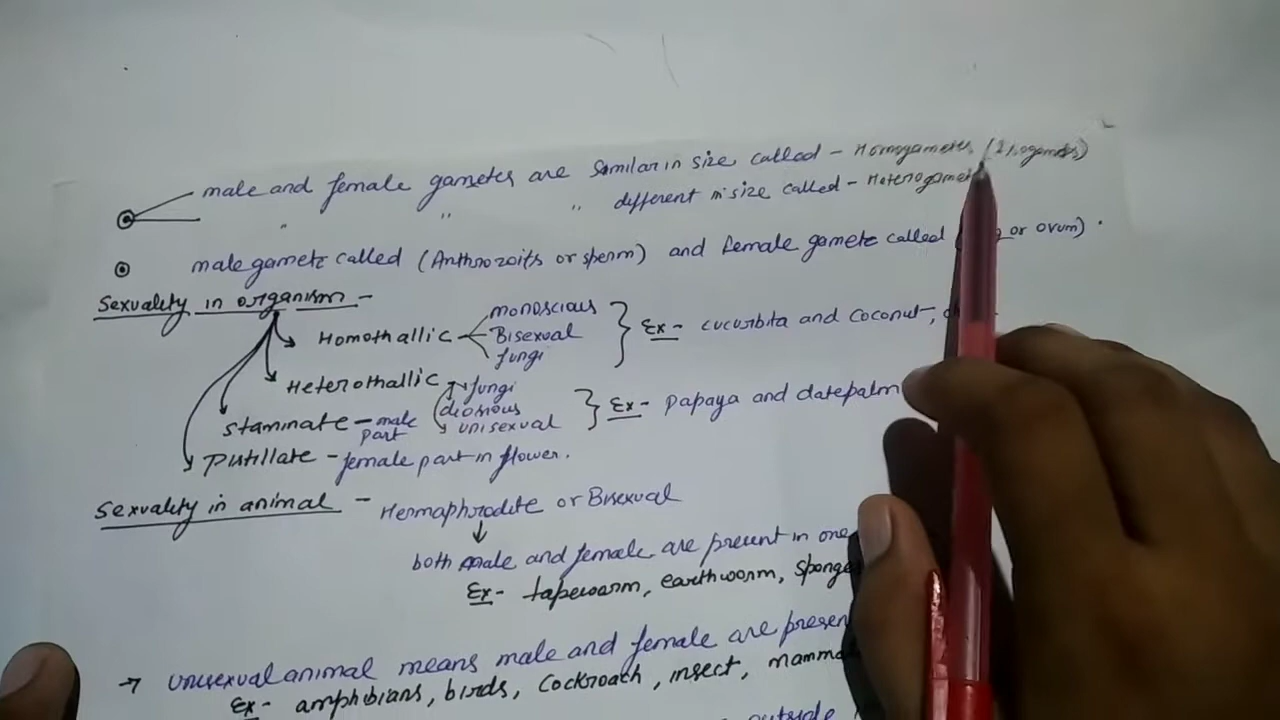 male and female gametes are similar in size called - Homogametes (Isogametes)
" " " different in size called - Heterogamet
male gamete called (Anthrozoits or sperm) and female gamete called or ovum) .
Sexuality in organism -
Homothallic monoecious
Bisexual
fungi } Ex - cucurbita and coconut,
Heterothallic fungi
diosious
unisexual } Ex - papaya and datepalm
Staminate - male part
Pistillate - female part in flower.
Sexuality in animal - Hermaphrodite or Bisexual
both male and female are present in one
Ex - tapeworm, earthworm, sponge
→ unisexual animal means male and female are presen
Ex - amphibians, birds, cockroach, insect, mamma
outside